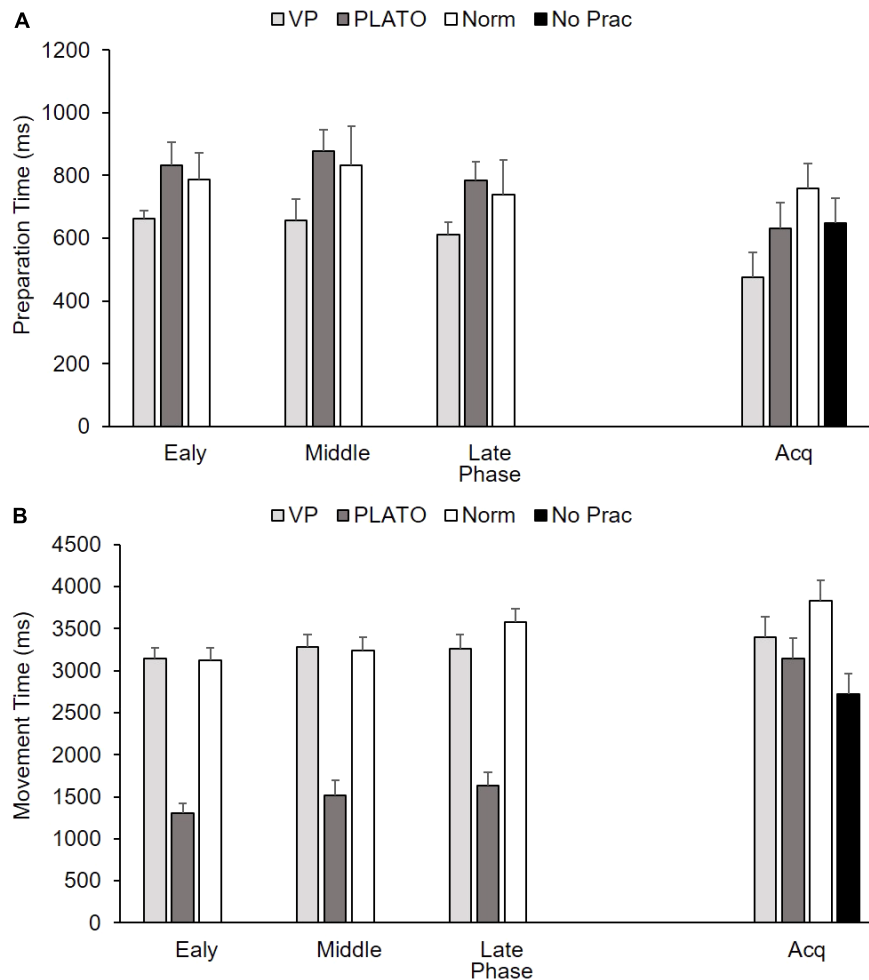 A
VP PLATO Norm No Prac
1200
1000
800
600
400
200
0
Preparation Time (ms)
Ealy Middle Late Acq
Phase
B
VP PLATO Norm No Prac
4500
4000
3500
3000
2500
2000
1500
1000
500
0
Movement Time (ms)
Ealy Middle Late Acq
Phase